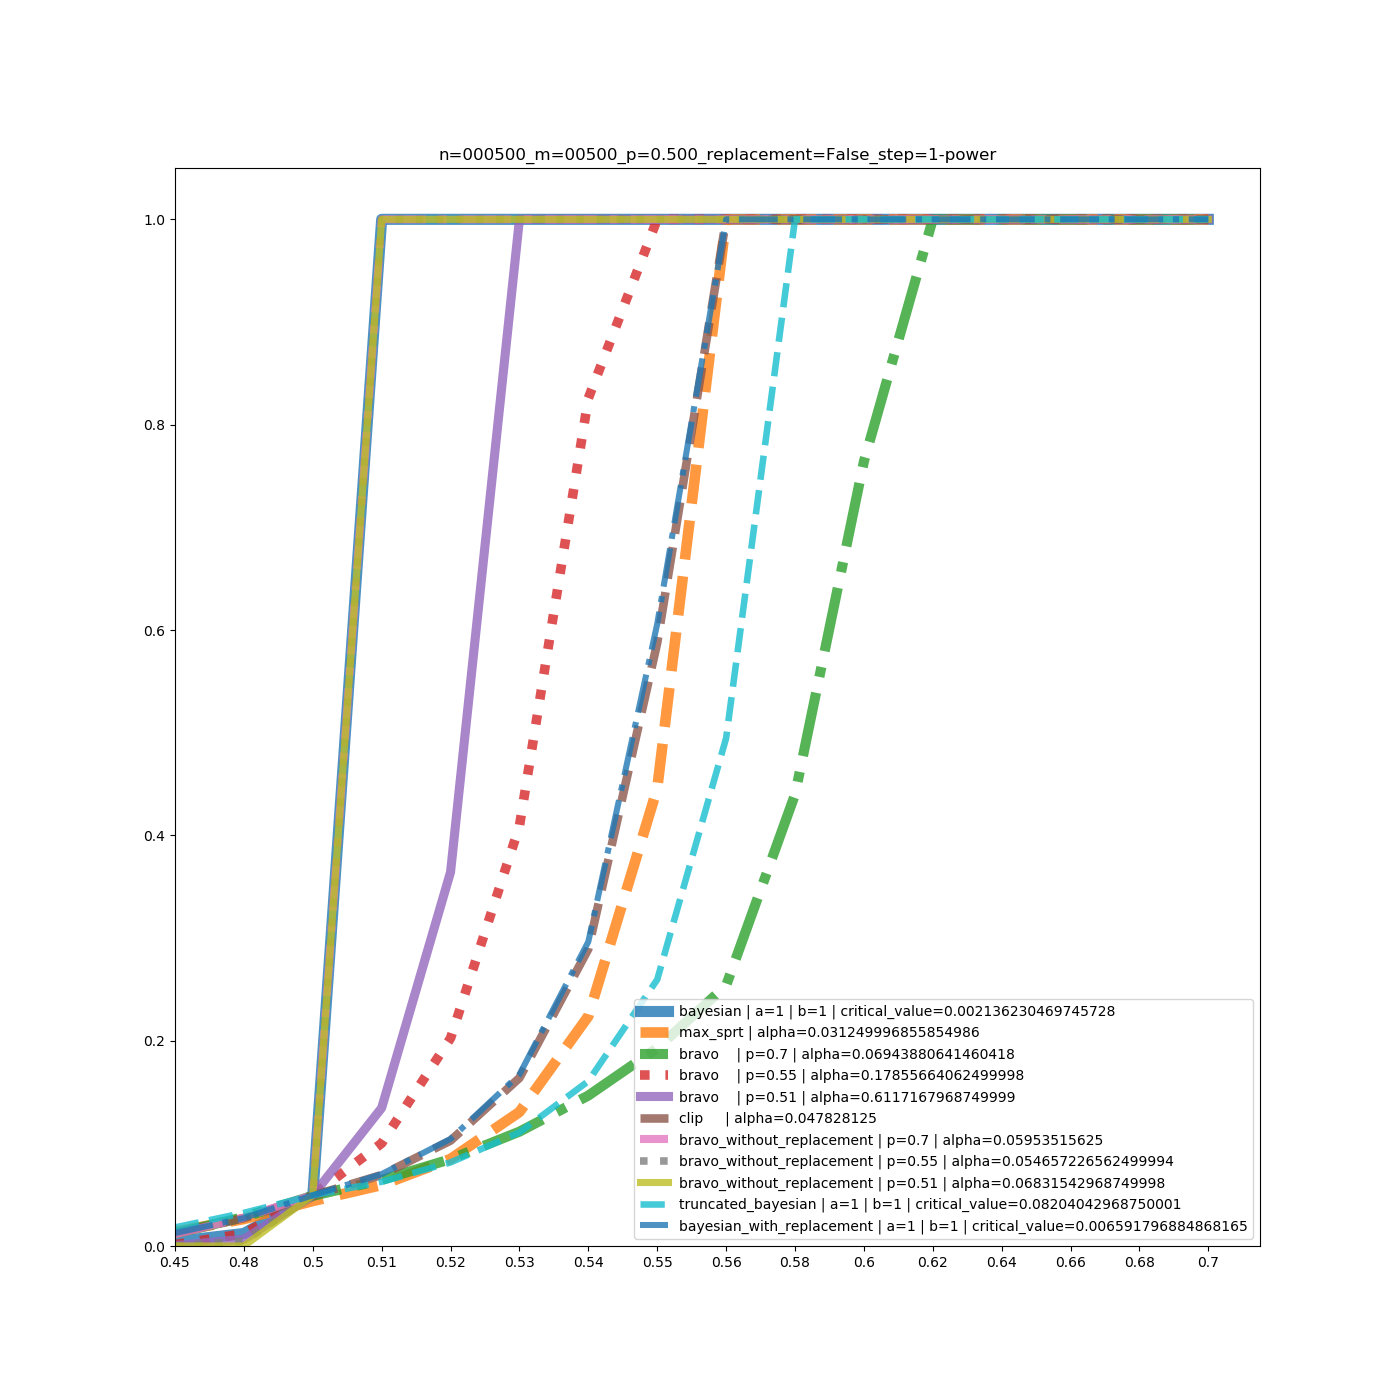 n=000500_m=00500_p=0.500_replacement=False_step=1-power
1.0
0.8
0.6
0.4
0.2
0.0
bayesian | a=1 | b=1 | critical_value=0.002136230469745728
max_sprt | alpha=0.031249996855854986
bravo | p=0.7 | alpha=0.06943880641460418
bravo | p=0.55 | alpha=0.17855664062499998
bravo | p=0.51 | alpha=0.6117167968749999
clip | alpha=0.047828125
bravo_without_replacement | p=0.7 | alpha=0.05953515625
bravo_without_replacement | p=0.55 | alpha=0.054657226562499994
bravo_without_replacement | p=0.51 | alpha=0.068315429687499998
truncated_bayesian | a=1 | b=1 | critical_value=0.08204042968750001
bayesian_with_replacement | a=1 | b=1 | critical_value=0.006591796884868165
0.45 0.48 0.5 0.51 0.52 0.53 0.54 0.55 0.56 0.58 0.6 0.62 0.64 0.66 0.68 0.7